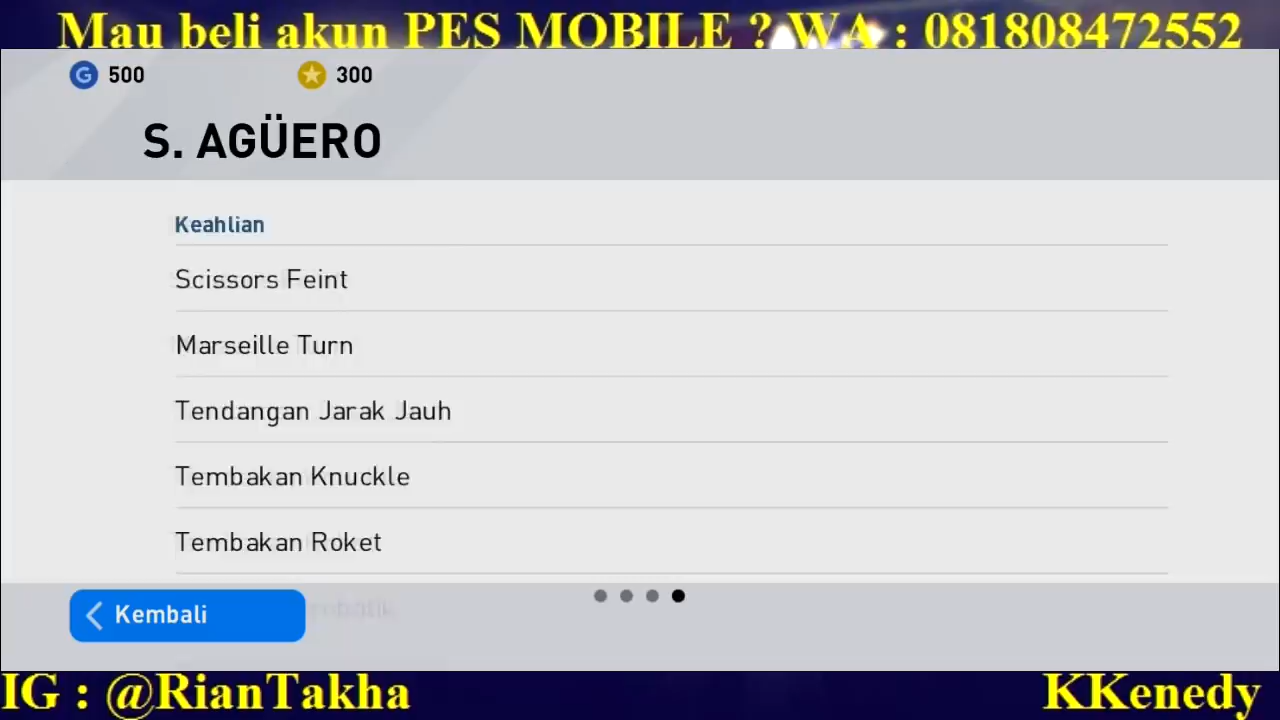 Mau beli akun PES MOBILE ? WA : 081808472552
G 500 300
S. AGÜERO
Keahlian
Scissors Feint
Marseille Turn
Tendangan Jarak Jauh
Tembakan Knuckle
Tembakan Roket
Kembali
IG : @RianTakha KKenedy